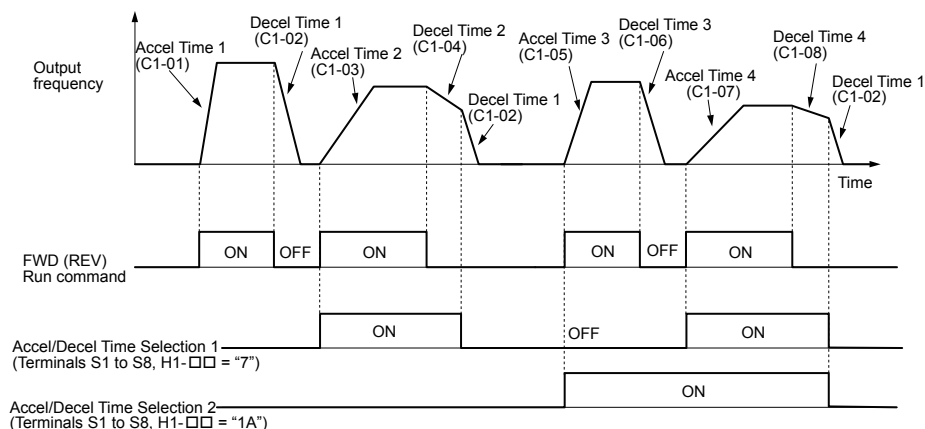 Output
frequency
Accel Time 1
(C1-01)
Decel Time 1
(C1-02)
Accel Time 2
(C1-03)
Decel Time 2
(C1-04)
Decel Time 1
(C1-02)
Accel Time 3
(C1-05)
Decel Time 3
(C1-06)
Accel Time 4
(C1-07)
Decel Time 4
(C1-08)
Decel Time 1
(C1-02)
Time
FWD (REV)
Run command
ON
OFF
ON
ON
OFF
ON
Accel/Decel Time Selection 1
(Terminals S1 to S8, H1-□□ = “7”)
ON
OFF
ON
Accel/Decel Time Selection 2
(Terminals S1 to S8, H1-□□ = “1A”)
ON